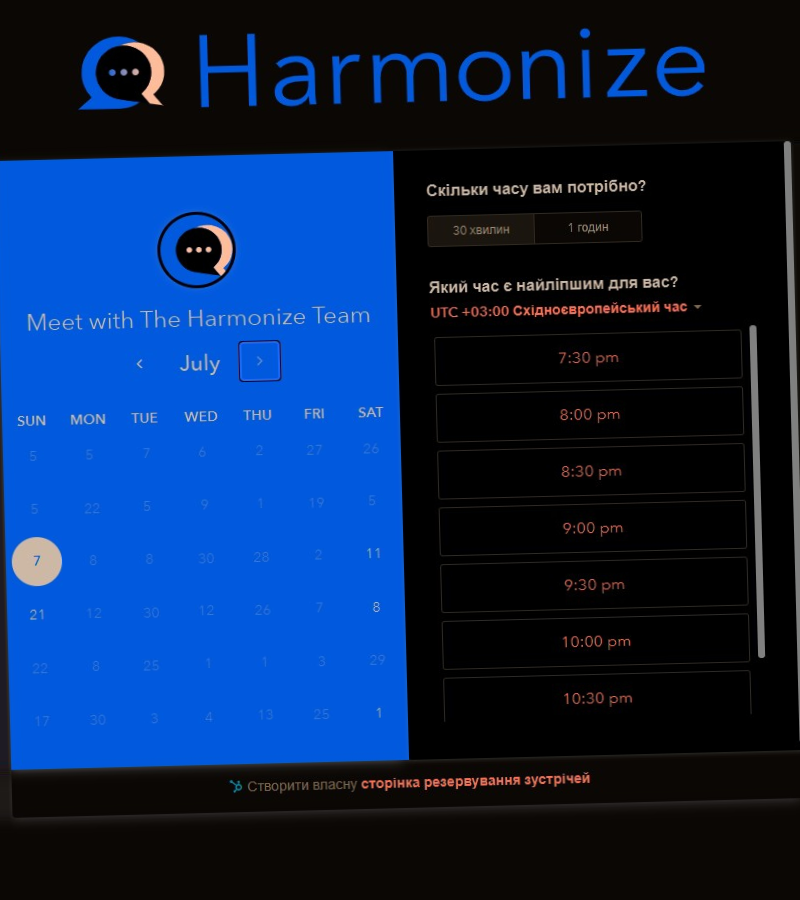 Harmonize
Meet with The Harmonize Team
July
SUN MON TUE WED THU FRI SAT
5 5 7 6 2 27 26
5 22 5 9 1 19 5
7 8 8 30 28 2 11
21 12 30 12 26 7 8
22 8 25 1 1 3 29
17 30 3 4 13 25 1
Скільки часу вам потрібно?
30 хвилин 1 годин
Який час є найліпшим для вас?
UTC +03:00 Східноєвропейський час
7:30 pm
8:00 pm
8:30 pm
9:00 pm
9:30 pm
10:00 pm
10:30 pm
Створити власну сторінка резервування зустрічей